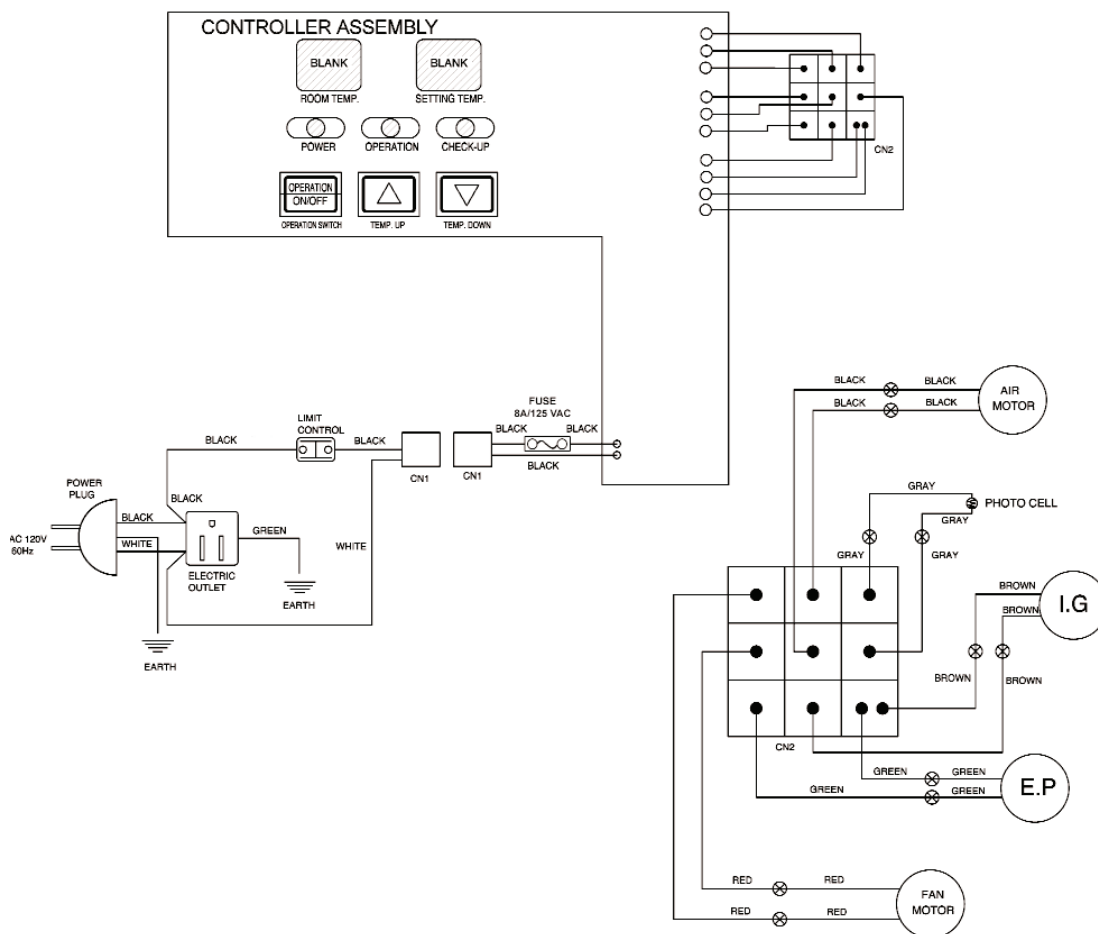 CONTROLLER ASSEMBLY
BLANK
BLANK
ROOM TEMP.
SETTING TEMP.
POWER
OPERATION
CHECK-UP
OPERATION
ON/OFF
OPERATION SWITCH
TEMP. UP
TEMP. DOWN
CN2
FUSE
8A/125 VAC
BLACK
BLACK
BLACK
LIMIT
CONTROL
BLACK
BLACK
CN1
CN1
POWER
PLUG
BLACK
BLACK
WHITE
AC 120V
60Hz
GREEN
WHITE
ELECTRIC
OUTLET
EARTH
EARTH
BLACK
BLACK
BLACK
BLACK
AIR
MOTOR
GRAY
GRAY
PHOTO CELL
GRAY
GRAY
BROWN
BROWN
I.G
BROWN
BROWN
CN2
GREEN
GREEN
GREEN
GREEN
E.P
RED
RED
RED
RED
FAN
MOTOR